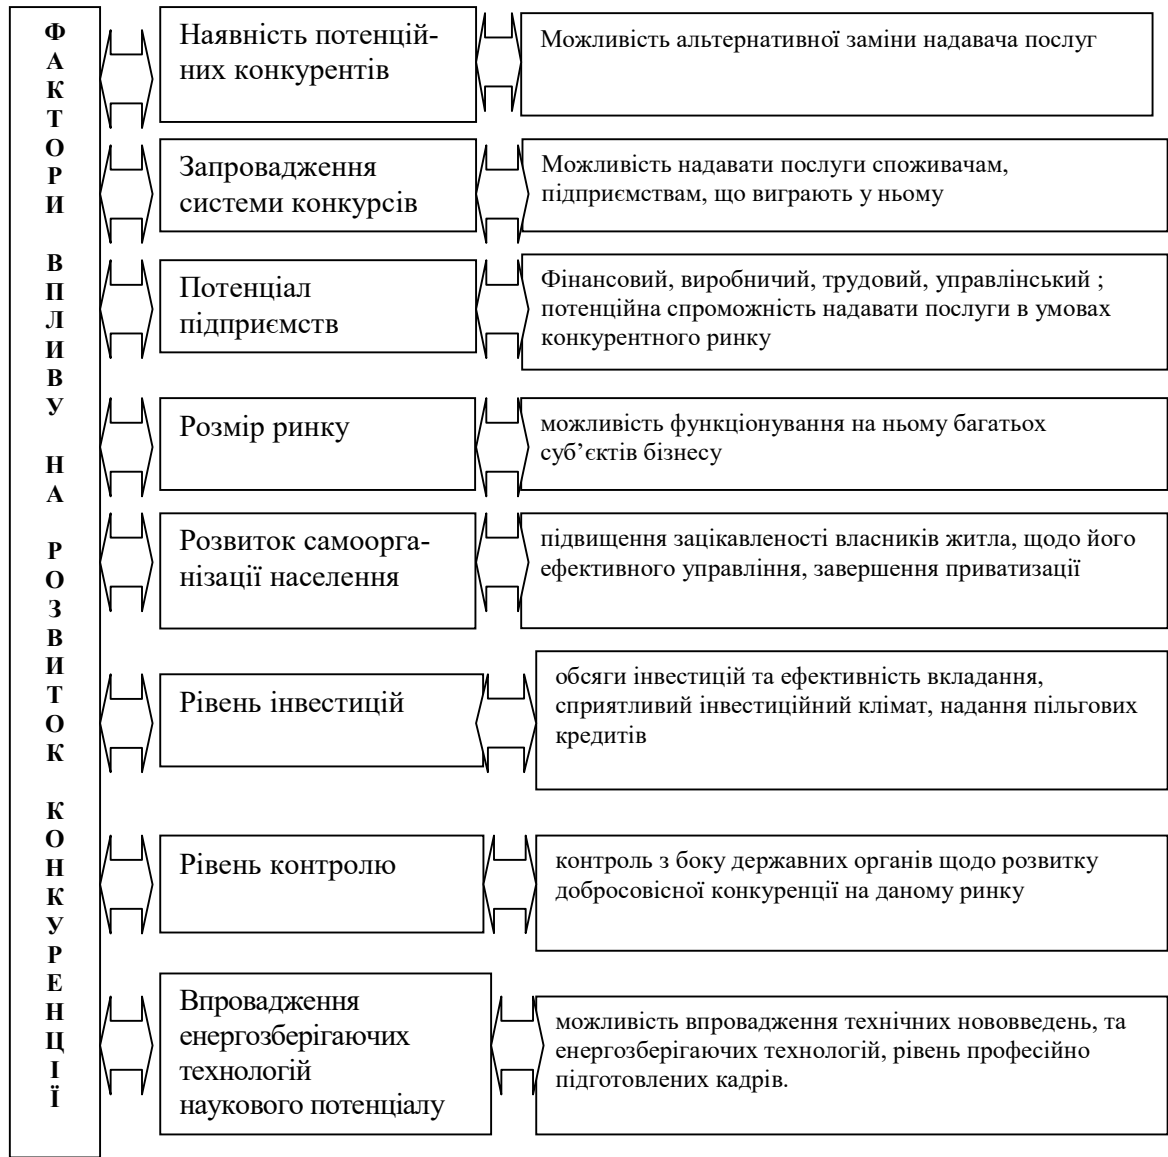 ФАКТОРИ ВПЛИВУ НА РОЗВИТОК КОНКУРЕНЦІЇ
Наявність потенцій-
них конкурентів
Можливість альтернативної заміни надавача послуг
Запровадження
системи конкурсів
Можливість надавати послуги споживачам,
підприємствам, що виграють у ньому
Потенціал
підприємств
Фінансовий, виробничий, трудовий, управлінський ;
потенційна спроможність надавати послуги в умовах
конкурентного ринку
Розмір ринку
можливість функціонування на ньому багатьох
суб’єктів бізнесу
Розвиток самоорга-
нізації населення
підвищення зацікавленості власників житла, щодо його
ефективного управління, завершення приватизації
Рівень інвестицій
обсяги інвестицій та ефективність вкладання,
сприятливий інвестиційний клімат, надання пільгових
кредитів
Рівень контролю
контроль з боку державних органів щодо розвитку
добросовісної конкуренції на даному ринку
Впровадження
енергозберігаючих
технологій
наукового потенціалу
можливість впровадження технічних нововведень, та
енергозберігаючих технологій, рівень професійно
підготовлених кадрів.